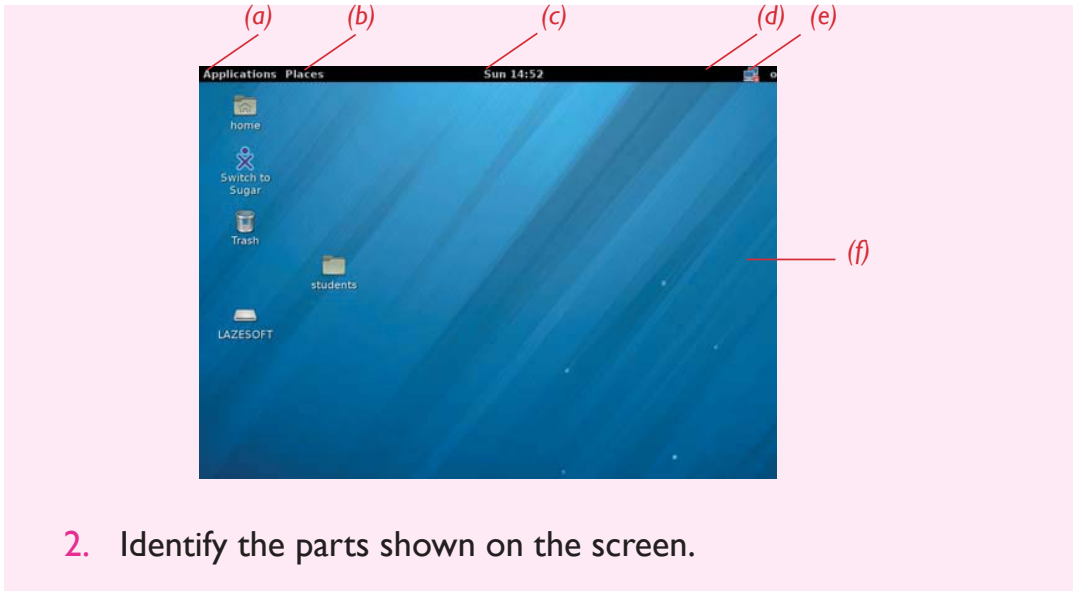 (a) (b) (c) (d) (e)
Applications Places Sun 14:52 o
home
Switch to
Sugar
Trash
students
(f)
LAZESOFT
2. Identify the parts shown on the screen.